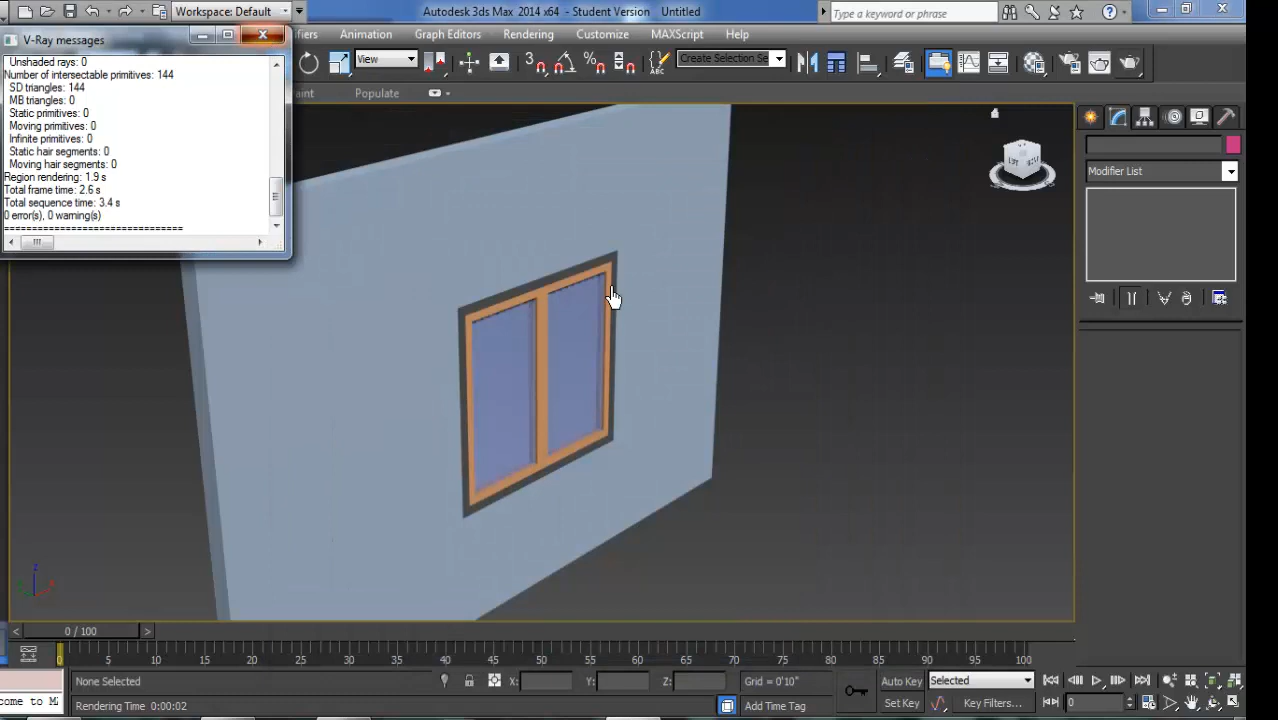 Workspace: Default
Autodesk 3ds Max 2014 x64 - Student Version Untitled
Type a keyword or phrase
V-Ray messages
Animation
Graph Editors
Rendering
Customize
MAXScript
Help
View
3
Create Selection Se
Populate
Unshaded rays: 0
Number of intersectable primitives: 144
SD triangles: 144
MB triangles: 0
Static primitives: 0
Moving primitives: 0
Infinite primitives: 0
Static hair segments: 0
Moving hair segments: 0
Region rendering: 1.9 s
Total frame time: 2.6 s
Total sequence time: 3.4 s
0 error(s), 0 warning(s)
==============================
Modifier List
z
0 / 100
0 5 10 15 20 25 30 35 40 45 50 55 60 65 70 75 80 85 90 95 100
None Selected
X:
Y:
Z:
Grid = 0'10"
Auto Key
Selected
Rendering Time 0:00:02
Add Time Tag
Set Key
Key Filters...
0